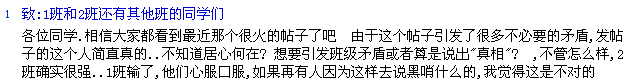 1 致:1班和2班还有其他班的同学们
各位同学.相信大家都看到最近那个很火的帖子了吧 由于这个帖子引发了很多不必要的矛盾,发帖
子的这个人简直真的..不知道居心何在?想要引发班级矛盾或者算是说出"真相"? ,不管怎么样,2
班确实很强..1班输了,他们心服口服,如果再有人因为这样去说黑哨什么的,我觉得这是不对的